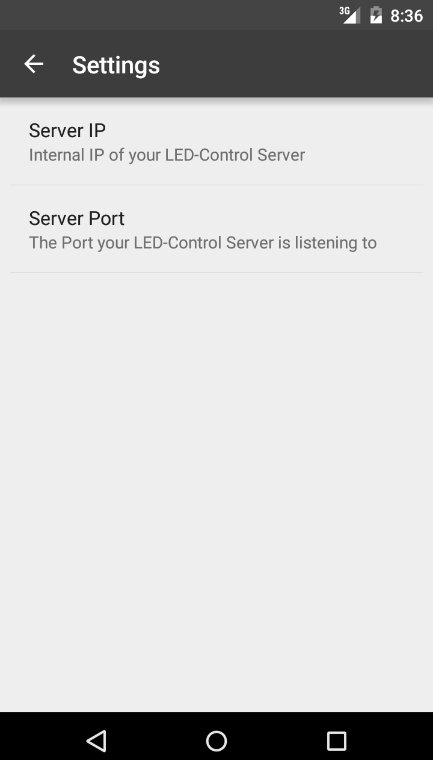 3G 8:36
Settings
Server IP
Internal IP of your LED-Control Server
Server Port
The Port your LED-Control Server is listening to